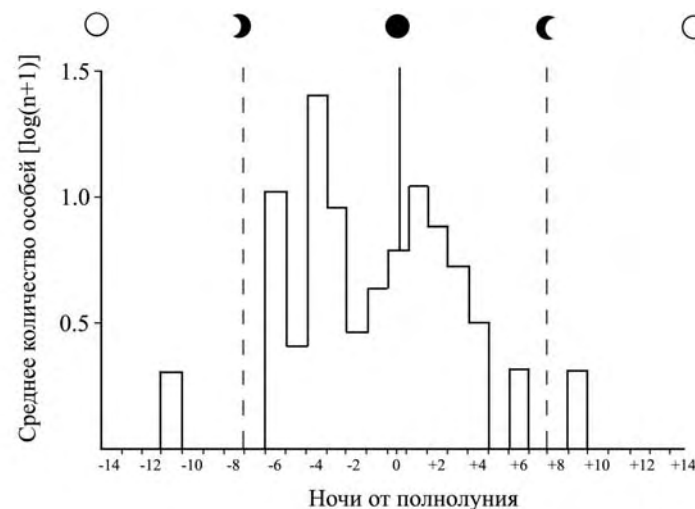 Среднее количество особей [log(n+1)]
1.5
1.0
0.5
-14 -12 -10 -8 -6 -4 -2 0 +2 +4 +6 +8 +10 +12 +14
Ночи от полнолуния